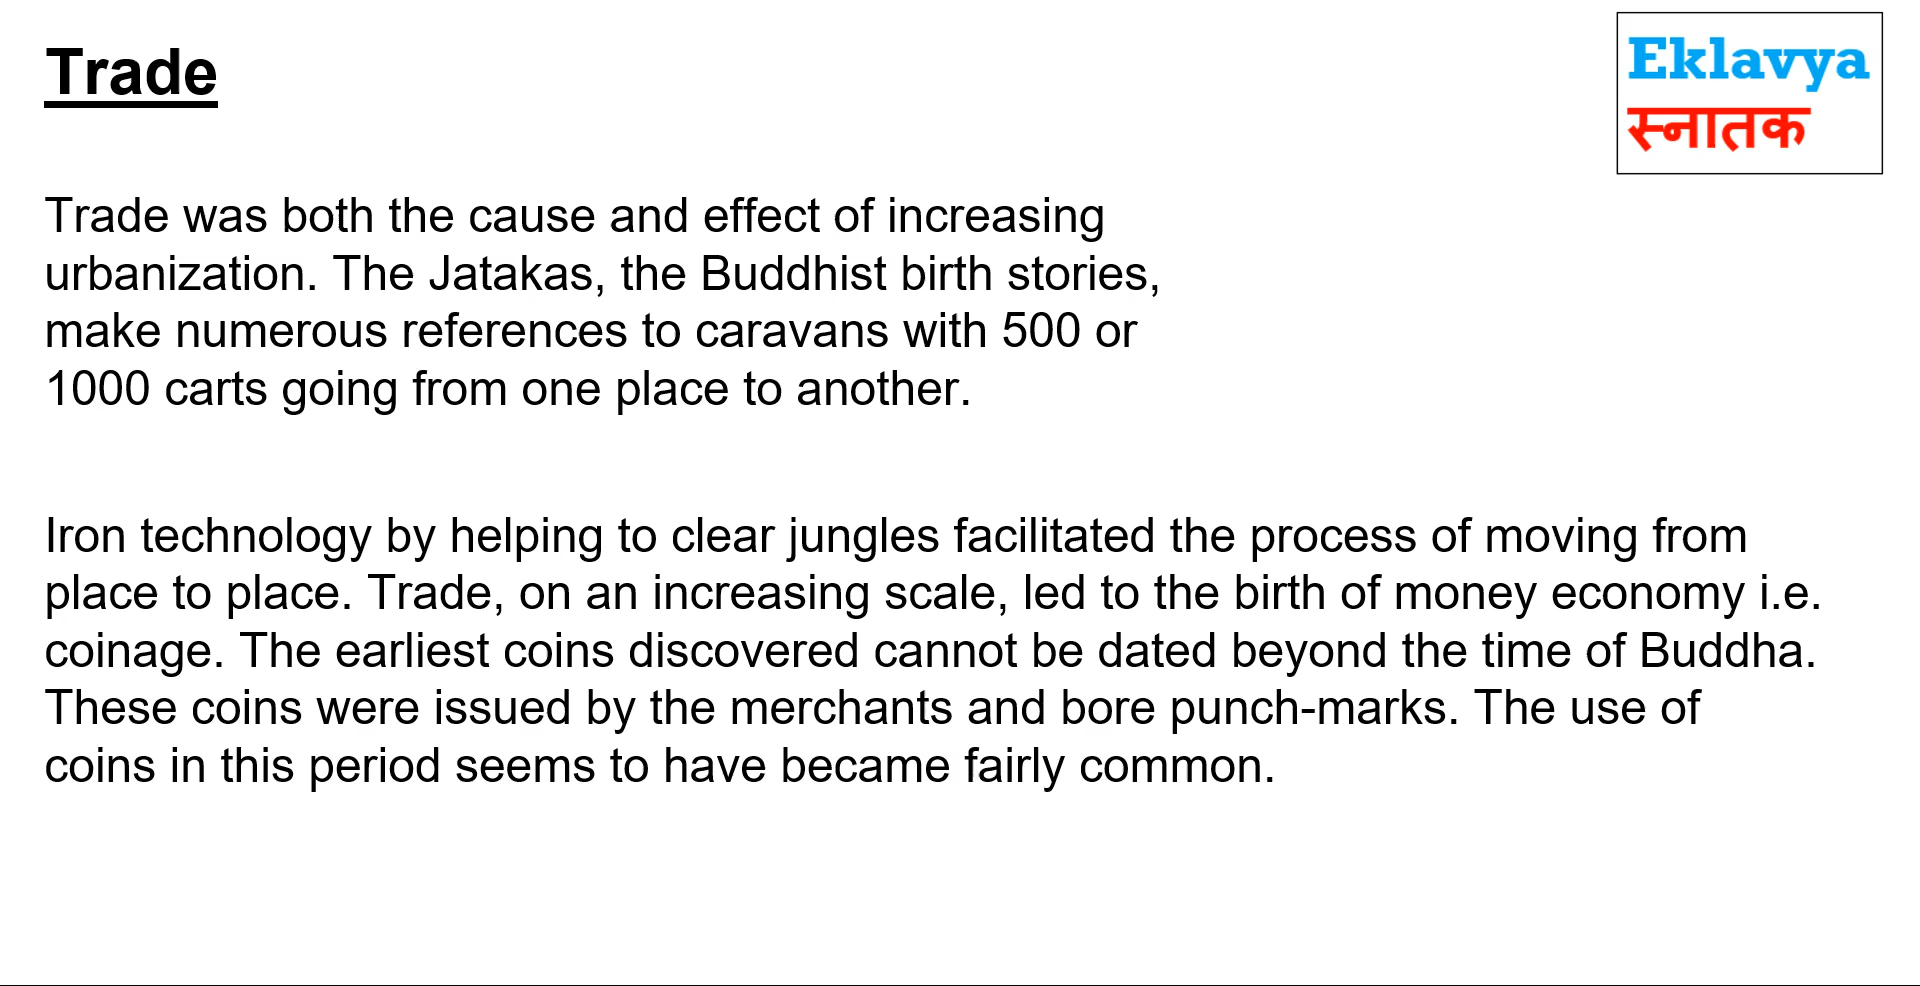 Trade
Eklavya
स्नातक
Trade was both the cause and effect of increasing
urbanization. The Jatakas, the Buddhist birth stories,
make numerous references to caravans with 500 or
1000 carts going from one place to another.
Iron technology by helping to clear jungles facilitated the process of moving from
place to place. Trade, on an increasing scale, led to the birth of money economy i.e.
coinage. The earliest coins discovered cannot be dated beyond the time of Buddha.
These coins were issued by the merchants and bore punch-marks. The use of
coins in this period seems to have became fairly common.